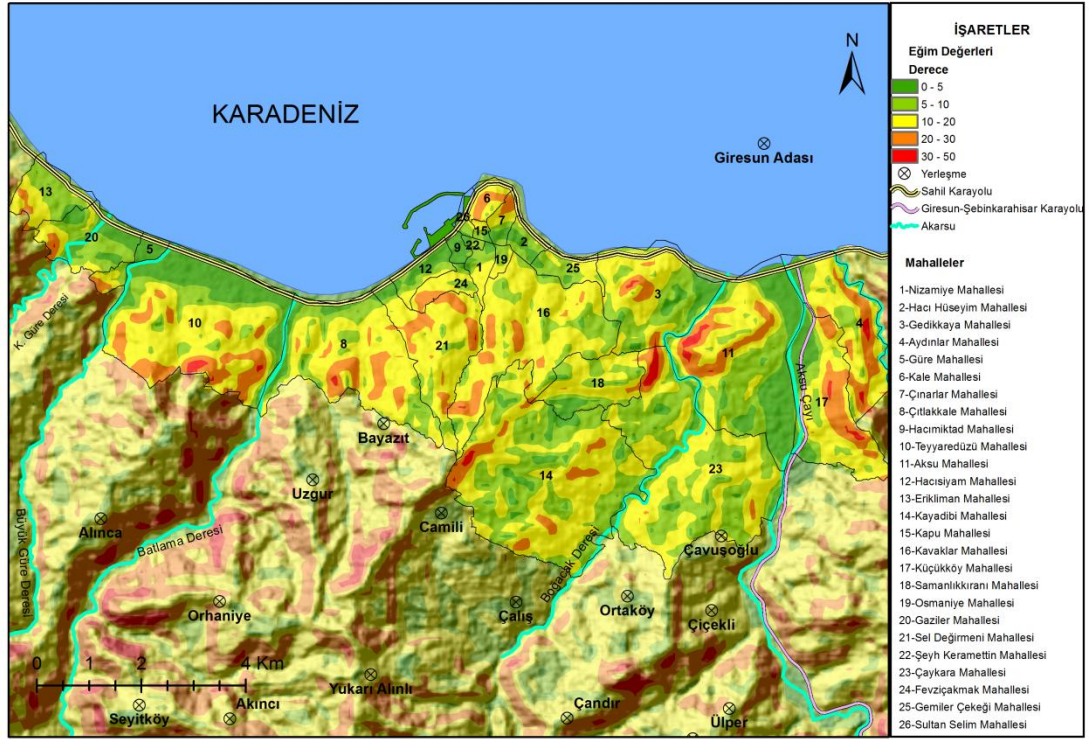 KARADENİZ
N
Giresun Adası
13
20
5
10
8
12
26
6
7
15
9
22
2
19
1
24
25
21
16
3
18
11
4
17
14
23
K. Güre Deresi
Büyük Güre Deresi
Batlama Deresi
Boğacak Deresi
Aksu Çayı
Bayazıt
Uzgur
Alınca
Camili
Çavuşoğlu
Orhaniye
Çalış
Ortaköy
Çiçekli
Yukarı Alınlı
Seyitköy
Akıncı
Çandır
Ülper
0 1 2 4 Km
İŞARETLER
Eğim Değerleri
Derece
0 - 5
5 - 10
10 - 20
20 - 30
30 - 50
Yerleşme
Sahil Karayolu
Giresun-Şebinkarahisar Karayolu
Akarsu
Mahalleler
1-Nizamiye Mahallesi
2-Hacı Hüseyim Mahallesi
3-Gedikkaya Mahallesi
4-Aydınlar Mahallesi
5-Güre Mahallesi
6-Kale Mahallesi
7-Çınarlar Mahallesi
8-Çıtlakkale Mahallesi
9-Hacımiktad Mahallesi
10-Teyyaredüzü Mahallesi
11-Aksu Mahallesi
12-Hacısiyam Mahallesi
13-Erikliman Mahallesi
14-Kayadibi Mahallesi
15-Kapu Mahallesi
16-Kavaklar Mahallesi
17-Küçükköy Mahallesi
18-Samanlıkkıranı Mahallesi
19-Osmaniye Mahallesi
20-Gaziler Mahallesi
21-Sel Değirmeni Mahallesi
22-Şeyh Keramettin Mahallesi
23-Çaykara Mahallesi
24-Fevziçakmak Mahallesi
25-Gemiler Çekeği Mahallesi
26-Sultan Selim Mahallesi